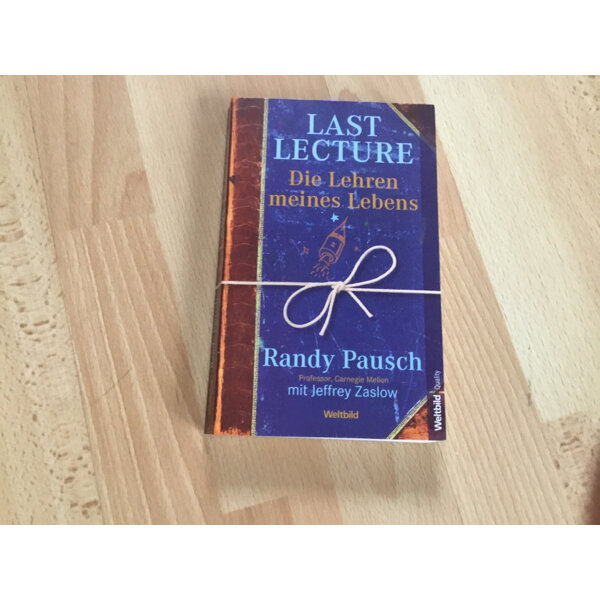 LAST
LECTURE
Die Lehren
meines Lebens
Randy Pausch
Professor, Carnegie Mellon
mit Jeffrey Zaslow
Weltbild
Weltbild Quality